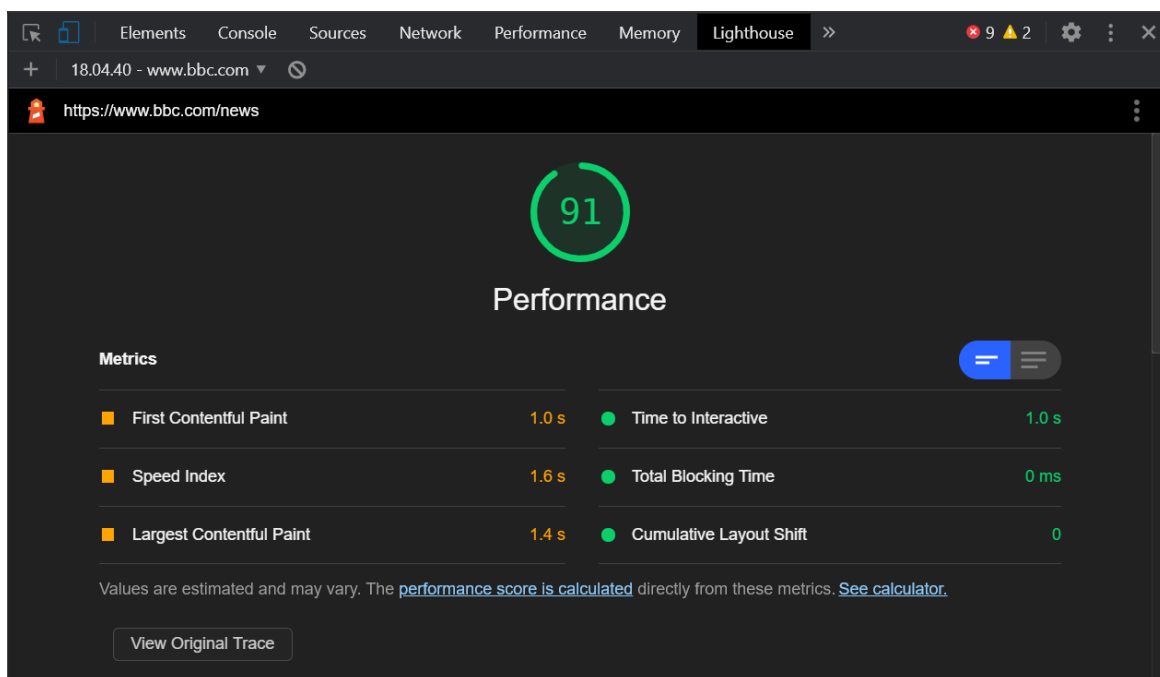 Elements Console Sources Network Performance Memory Lighthouse » 9 2
18.04.40 - www.bbc.com
https://www.bbc.com/news
91
Performance
Metrics
First Contentful Paint 1.0 s Time to Interactive 1.0 s
Speed Index 1.6 s Total Blocking Time 0 ms
Largest Contentful Paint 1.4 s Cumulative Layout Shift 0
Values are estimated and may vary. The performance score is calculated directly from these metrics. See calculator.
View Original Trace